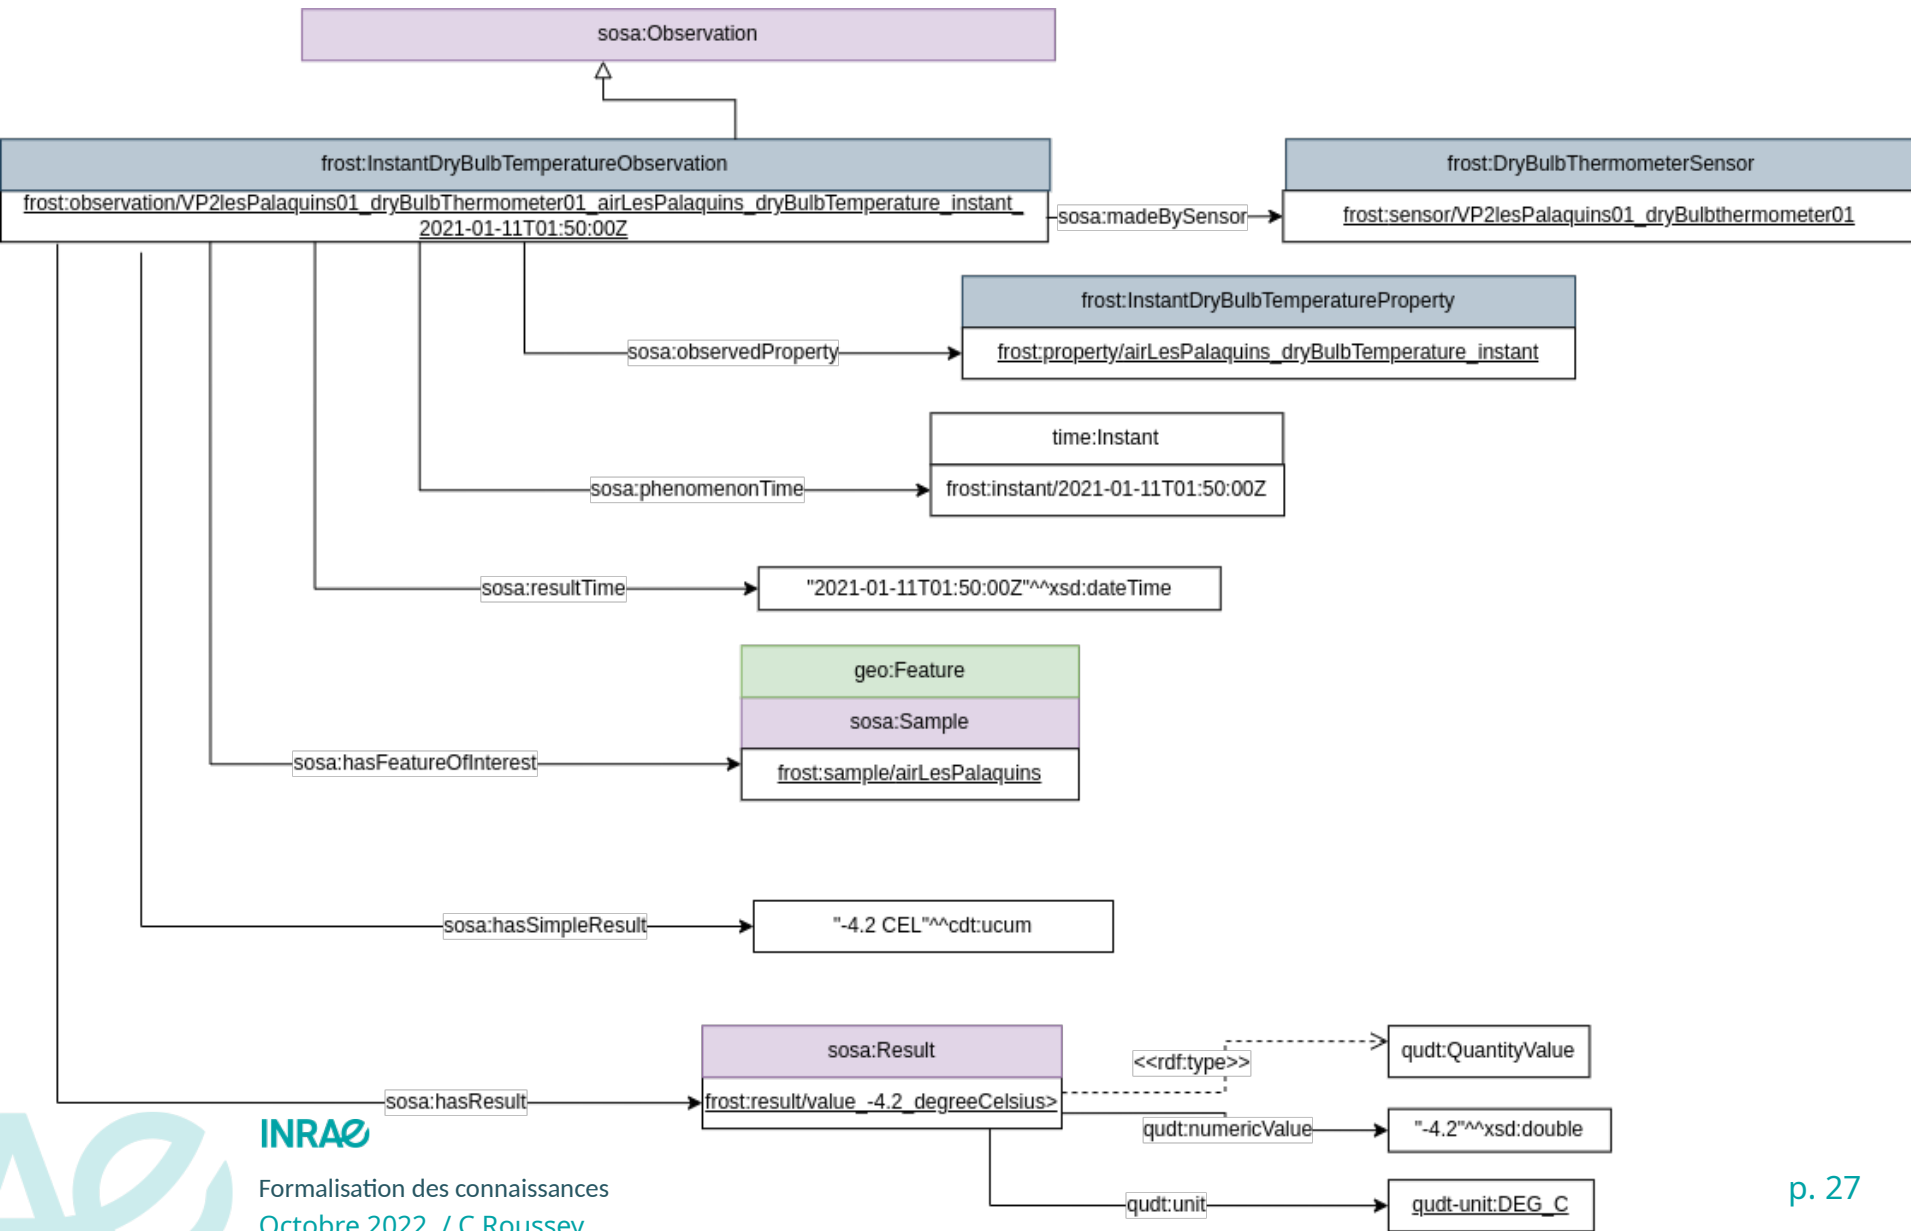 sosa:Observation
frost:InstantDryBulbTemperatureObservation
frost:DryBulbThermometerSensor
frost:observation/VP2lesPalaquins01_dryBulbThermometer01_airLesPalaquins_dryBulbTemperature_instant_
2021-01-11T01:50:00Z
sosa:madeBySensor
frost:sensor/VP2lesPalaquins01_dryBulbthermometer01
frost:InstantDryBulbTemperatureProperty
sosa:observedProperty
frost:property/airLesPalaquins_dryBulbTemperature_instant
time:Instant
sosa:phenomenonTime
frost:instant/2021-01-11T01:50:00Z
sosa:resultTime
"2021-01-11T01:50:00Z"^^xsd:dateTime
geo:Feature
sosa:Sample
sosa:hasFeatureOfInterest
frost:sample/airLesPalaquins
sosa:hasSimpleResult
"-4.2 CEL"^^cdt:ucum
sosa:Result
<<rdf:type>>
qudt:QuantityValue
sosa:hasResult
frost:result/value_-4.2_degreeCelsius>
qudt:numericValue
"-4.2"^^xsd:double
INRAE
Formalisation des connaissances
qudt:unit
qudt-unit:DEG_C
p. 27
Octobre 2022 / C Roussey